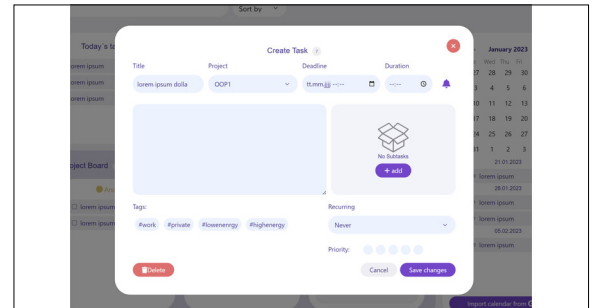 Sort by
Today's ta
January 2023
Create Task ?
Title Project Deadline Duration
lorem ipsum dolla OOP1 tt.mm.jjjj --:-- --:--
No Subtasks
+ add
Tags:
#work #private #lowenenrgy #highenergy
Recurring
Never
Priority:
Delete
Cancel Save changes
Wed Thu Fri
27 28 29 30
3 4 5 6
10 11 12 13
17 18 19 20
24 25 26 27
31 1 2 3
21.01.2023
lorem ipsum
28.01.2023
lorem ipsum
lorem ipsum
05.02.2023
lorem ipsum
orem ipsum
orem ipsum
orem ipsum
oject Board
lorem ipsum
lorem ipsum
Import calendar from